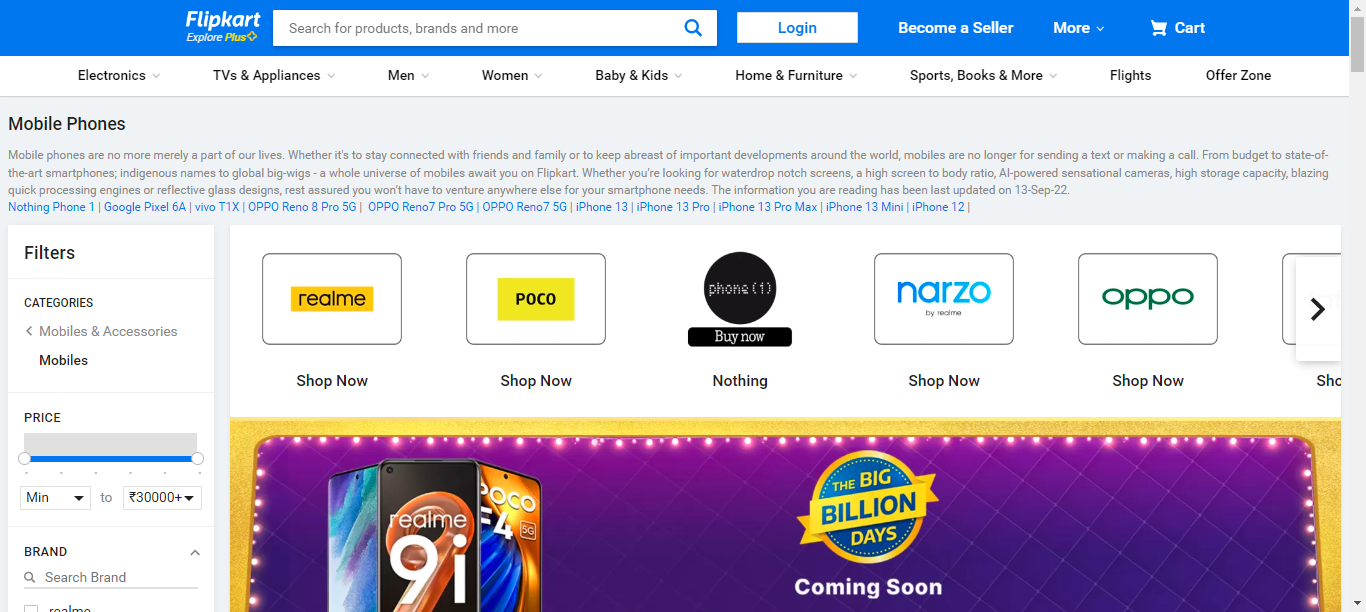 Flipkart
Explore Plus
Search for products, brands and more
Login
Become a Seller
More
Cart
Electronics
TVs & Appliances
Men
Women
Baby & Kids
Home & Furniture
Sports, Books & More
Flights
Offer Zone
Mobile Phones
Mobile phones are no more merely a part of our lives. Whether it's to stay connected with friends and family or to keep abreast of important developments around the world, mobiles are no longer for sending a text or making a call. From budget to state-of-
the-art smartphones; indigenous names to global big-wigs - a whole universe of mobiles await you on Flipkart. Whether you're looking for waterdrop notch screens, a high screen to body ratio, AI-powered sensational cameras, high storage capacity, blazing
quick processing engines or reflective glass designs, rest assured you won't have to venture anywhere else for your smartphone needs. The information you are reading has been last updated on 13-Sep-22.
Nothing Phone 1 | Google Pixel 6A | vivo T1X | OPPO Reno 8 Pro 5G | OPPO Reno7 Pro 5G | OPPO Reno7 5G | iPhone 13 | iPhone 13 Pro | iPhone 13 Pro Max | iPhone 13 Mini | iPhone 12 |
Filters
CATEGORIES
Mobiles & Accessories
Mobiles
PRICE
Min
to
₹30000+
BRAND
Search Brand
realme
realme
Shop Now
POCO
Shop Now
phone (1)
Buy now
Nothing
narzo
by realme
Shop Now
oppo
Shop Now
Sho
realme
9i
POCO
F4
5G
THE BIG
BILLION
DAYS
Coming Soon